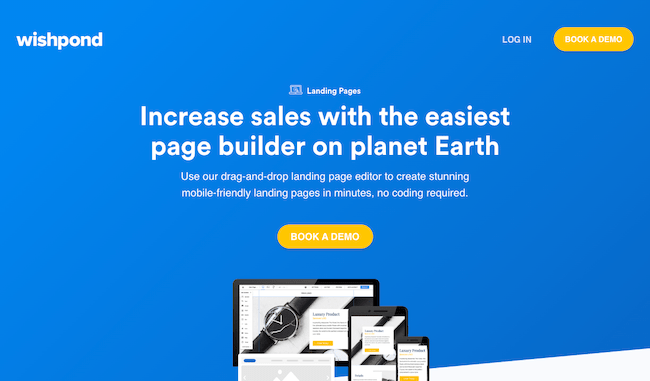 wishpond
LOG IN
BOOK A DEMO
Landing Pages
Increase sales with the easiest
page builder on planet Earth
Use our drag-and-drop landing page editor to create stunning
mobile-friendly landing pages in minutes, no coding required.
BOOK A DEMO
Luxury Product
Luxury Product
Luxury Product